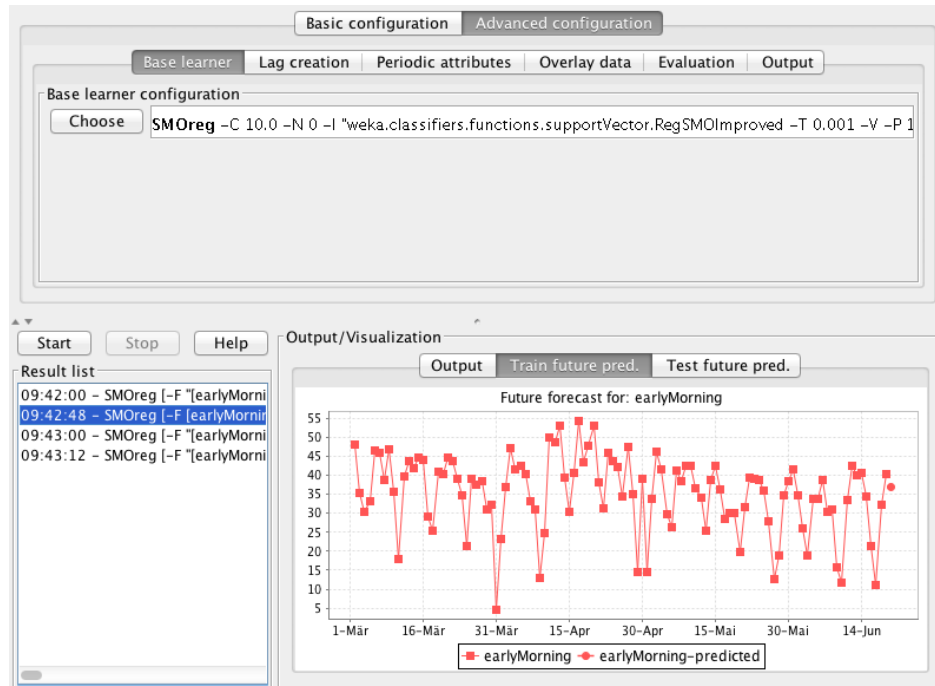 Basic configuration Advanced configuration
Base learner Lag creation Periodic attributes Overlay data Evaluation Output
Base learner configuration
Choose SMOreg -C 10.0 -N 0 -I "weka.classifiers.functions.supportVector.RegSMOImproved -T 0.001 -V -P 1
Start Stop Help
Result list
09:42:00 - SMOreg [-F "[earlyMorni
09:42:48 - SMOreg [-F [earlyMornin
09:43:00 - SMOreg [-F "[earlyMorni
09:43:12 - SMOreg [-F "[earlyMorni
Output/Visualization
Output Train future pred. Test future pred.
Future forecast for: earlyMorning
55
50
45
40
35
30
25
20
15
10
5
1-Mär 16-Mär 31-Mär 15-Apr 30-Apr 15-Mai 30-Mai 14-Jun
earlyMorning earlyMorning-predicted